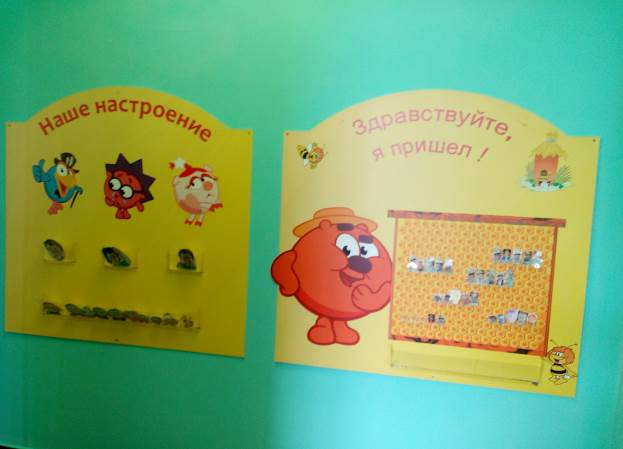 Наше настроение
Здравствуйте,
я пришел !